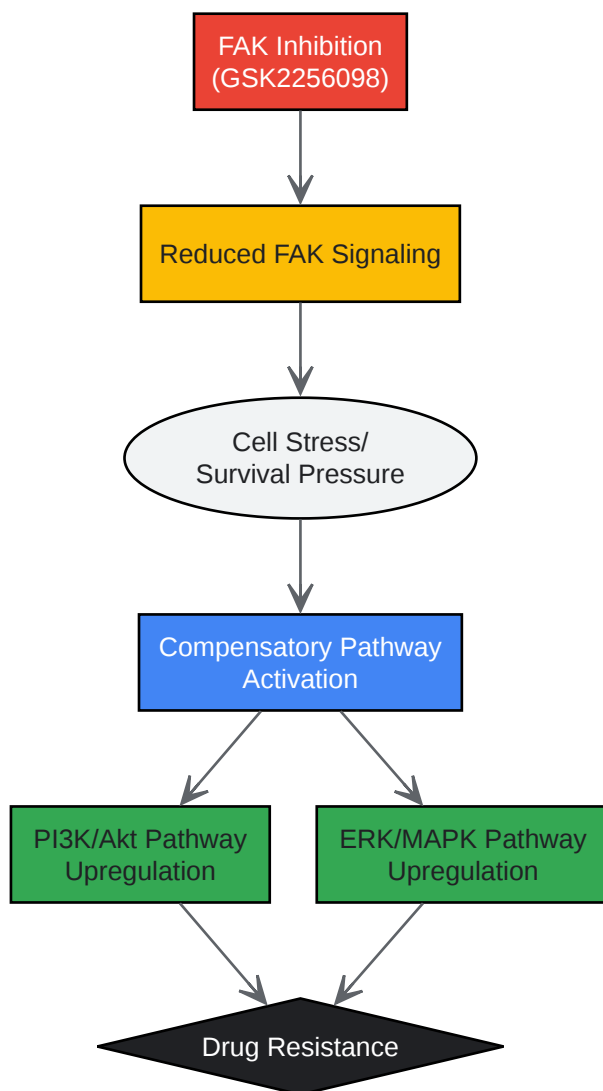 FAK Inhibition
(GSK2256098)
Reduced FAK Signaling
Cell Stress/
Survival Pressure
Compensatory Pathway
Activation
PI3K/Akt Pathway
Upregulation
ERK/MAPK Pathway
Upregulation
Drug Resistance